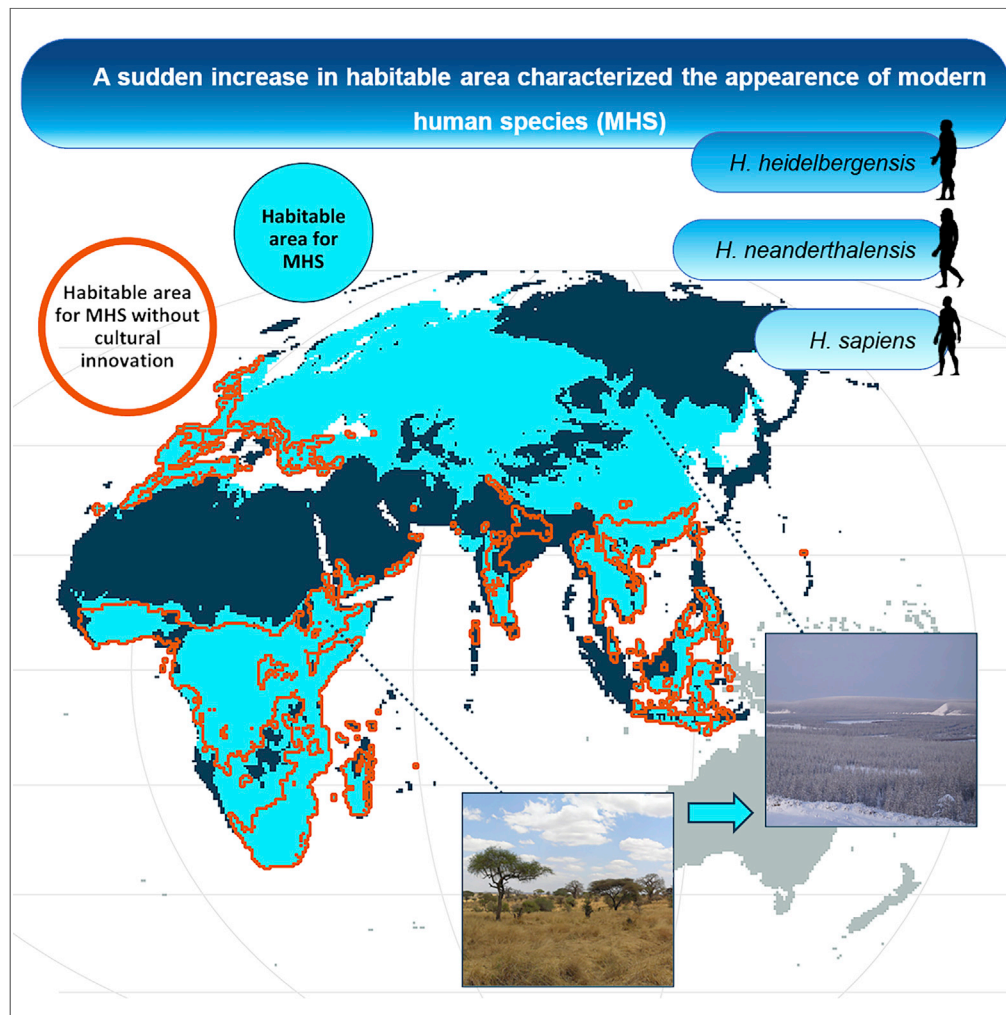 A sudden increase in habitable area characterized the appearence of modern
human species (MHS)
H. heidelbergensis
Habitable
area for
MHS
H. neanderthalensis
Habitable area
for MHS without
cultural
innovation
H. sapiens